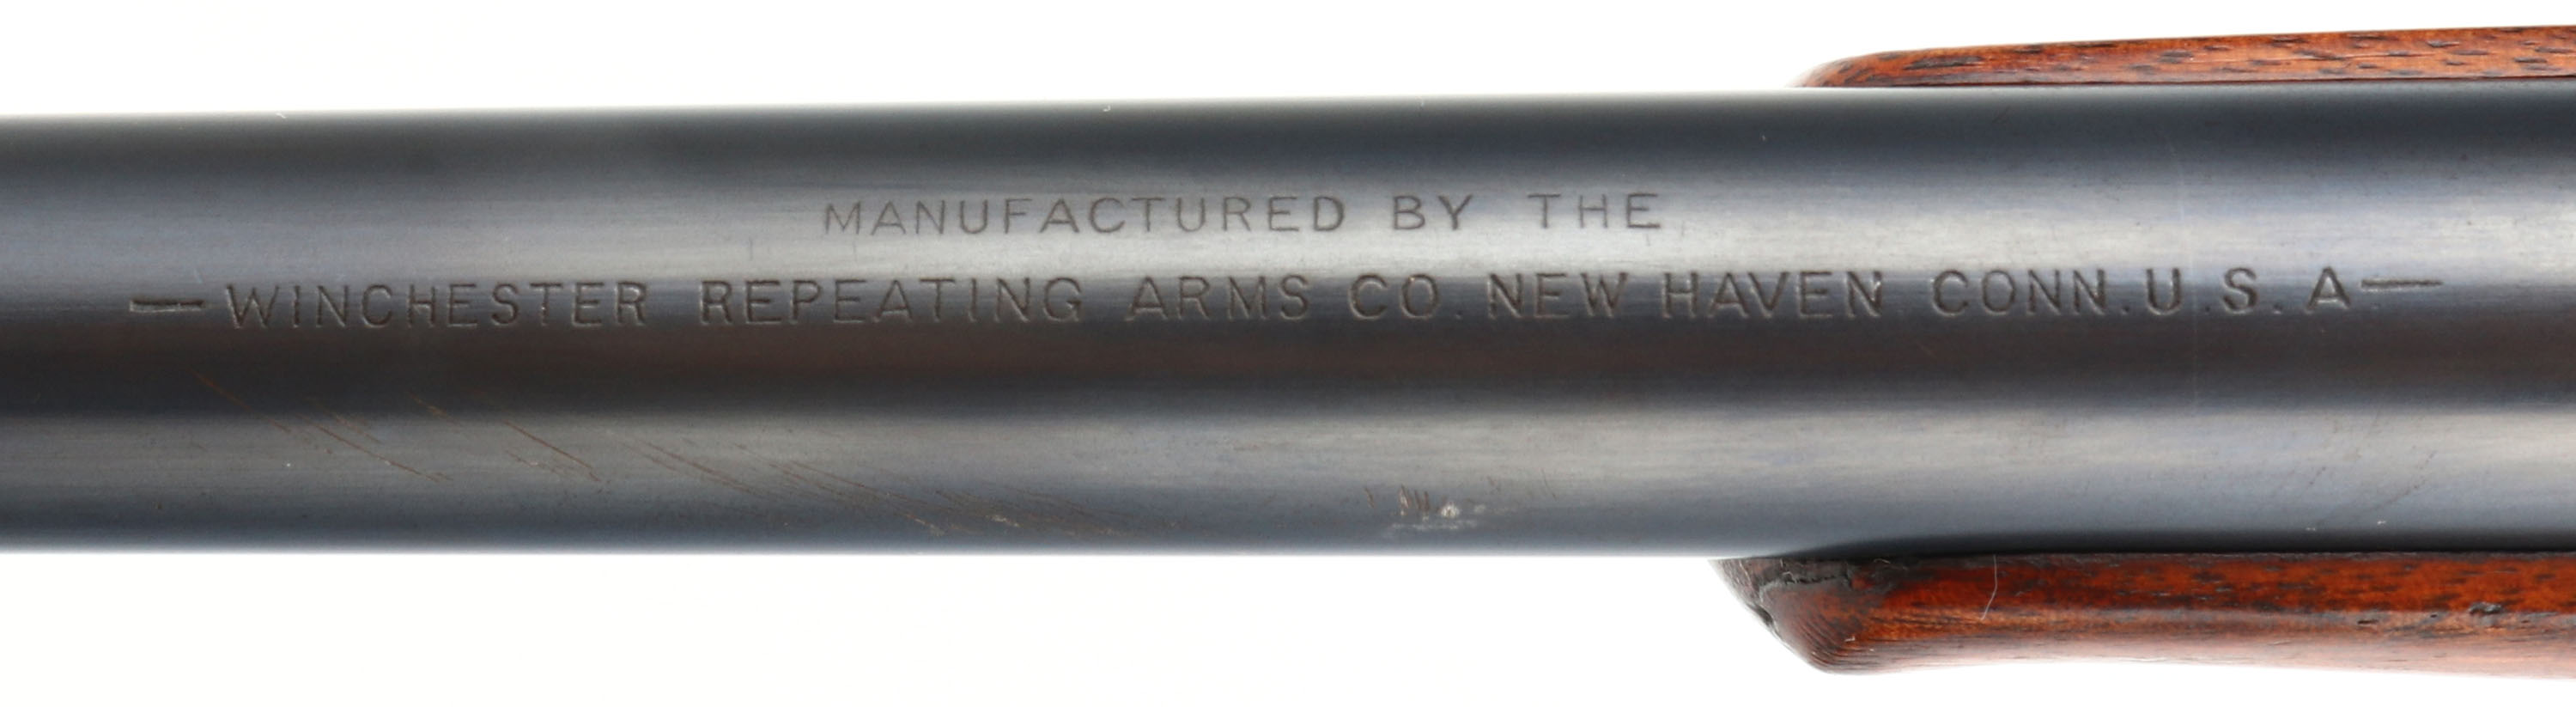 MANUFACTURED BY THE
—WINCHESTER REPEATING ARMS CO. NEW HAVEN CONN.U.S.A—